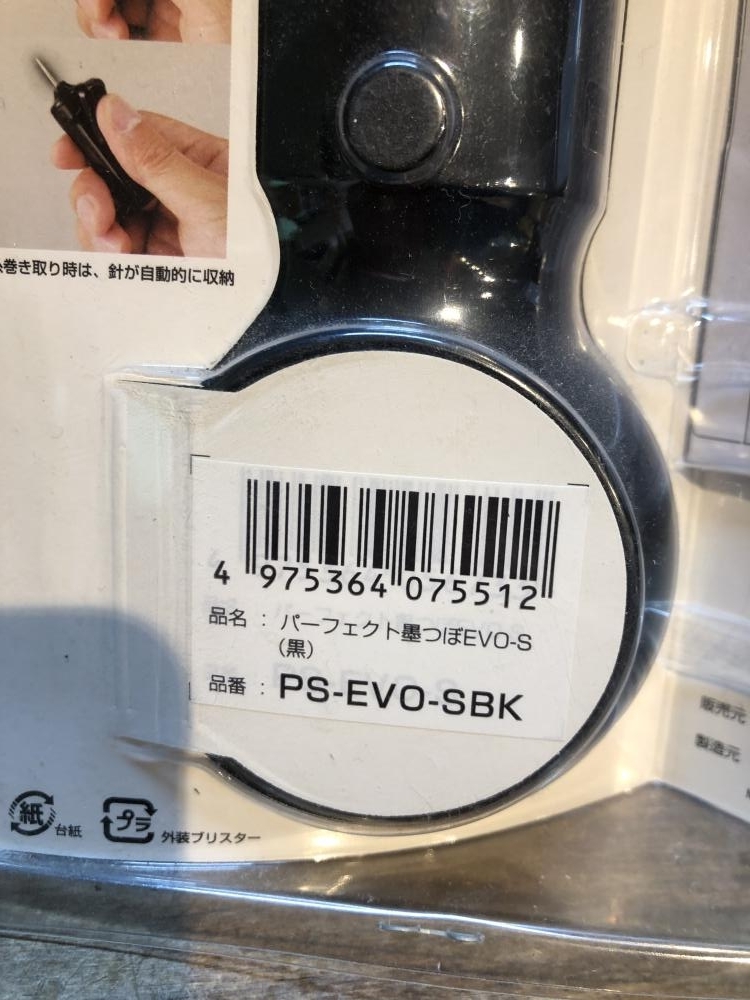 巻き取り時は、針が自動的に収納
4 975364 075512
品名 : パーフェクト墨つぼEVO-S
(黒)
品番 : PS-EVO-SBK
紙
台紙
プラ
外装ブリスター
販売元
製造元